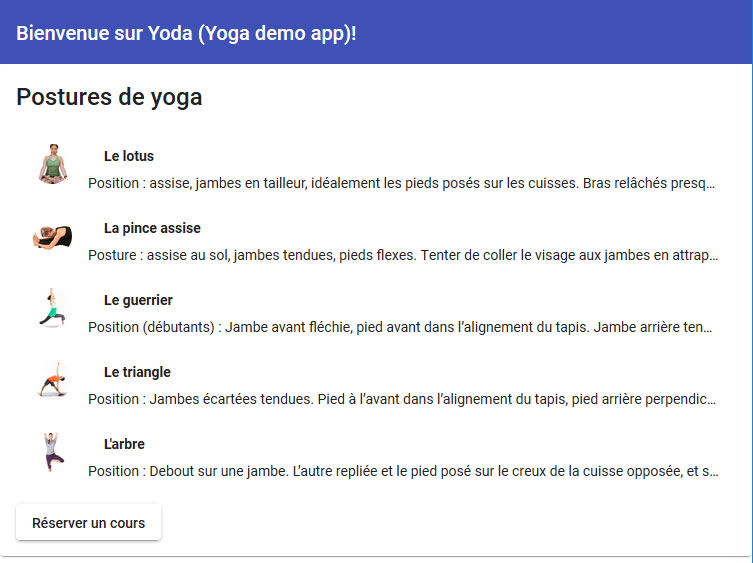 Bienvenue sur Yoda (Yoga demo app)!
Postures de yoga
Le lotus
Position : assise, jambes en tailleur, idéalement les pieds posés sur les cuisses. Bras relâchés presq...
La pince assise
Posture : assise au sol, jambes tendues, pieds flexes. Tenter de coller le visage aux jambes en attrap...
Le guerrier
Position (débutants) : Jambe avant fléchie, pied avant dans l’alignement du tapis. Jambe arrière ten...
Le triangle
Position : Jambes écartées tendues. Pied à l’avant dans l’alignement du tapis, pied arrière perpendic...
L'arbre
Position : Debout sur une jambe. L’autre repliée et le pied posé sur le creux de la cuisse opposée, et s...
Réserver un cours